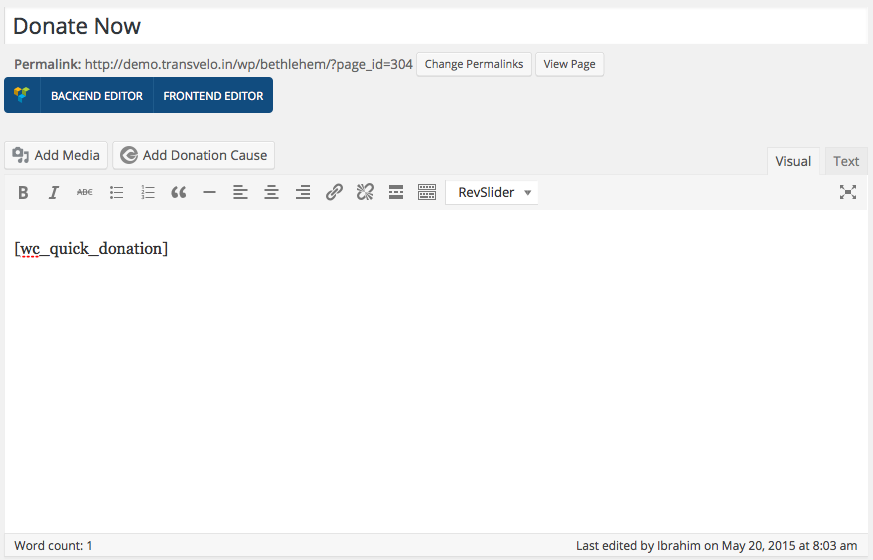 Donate Now
Permalink: http://demo.transvelo.in/wp/bethlehem/?page_id=304 Change Permalinks View Page
BACKEND EDITOR FRONTEND EDITOR
Add Media Add Donation Cause Visual Text
B I ABC RevSlider
[wc_quick_donation]
Word count: 1 Last edited by Ibrahim on May 20, 2015 at 8:03 am